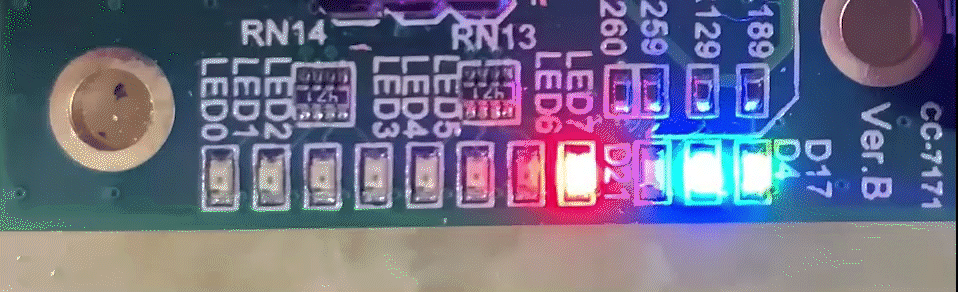 RN14
RN13
LED0
LED1
LED2
LED3
LED4
LED5
LED6
LED7
260
259
129
189
D21
D4
D17
Ver.B
CC-7171